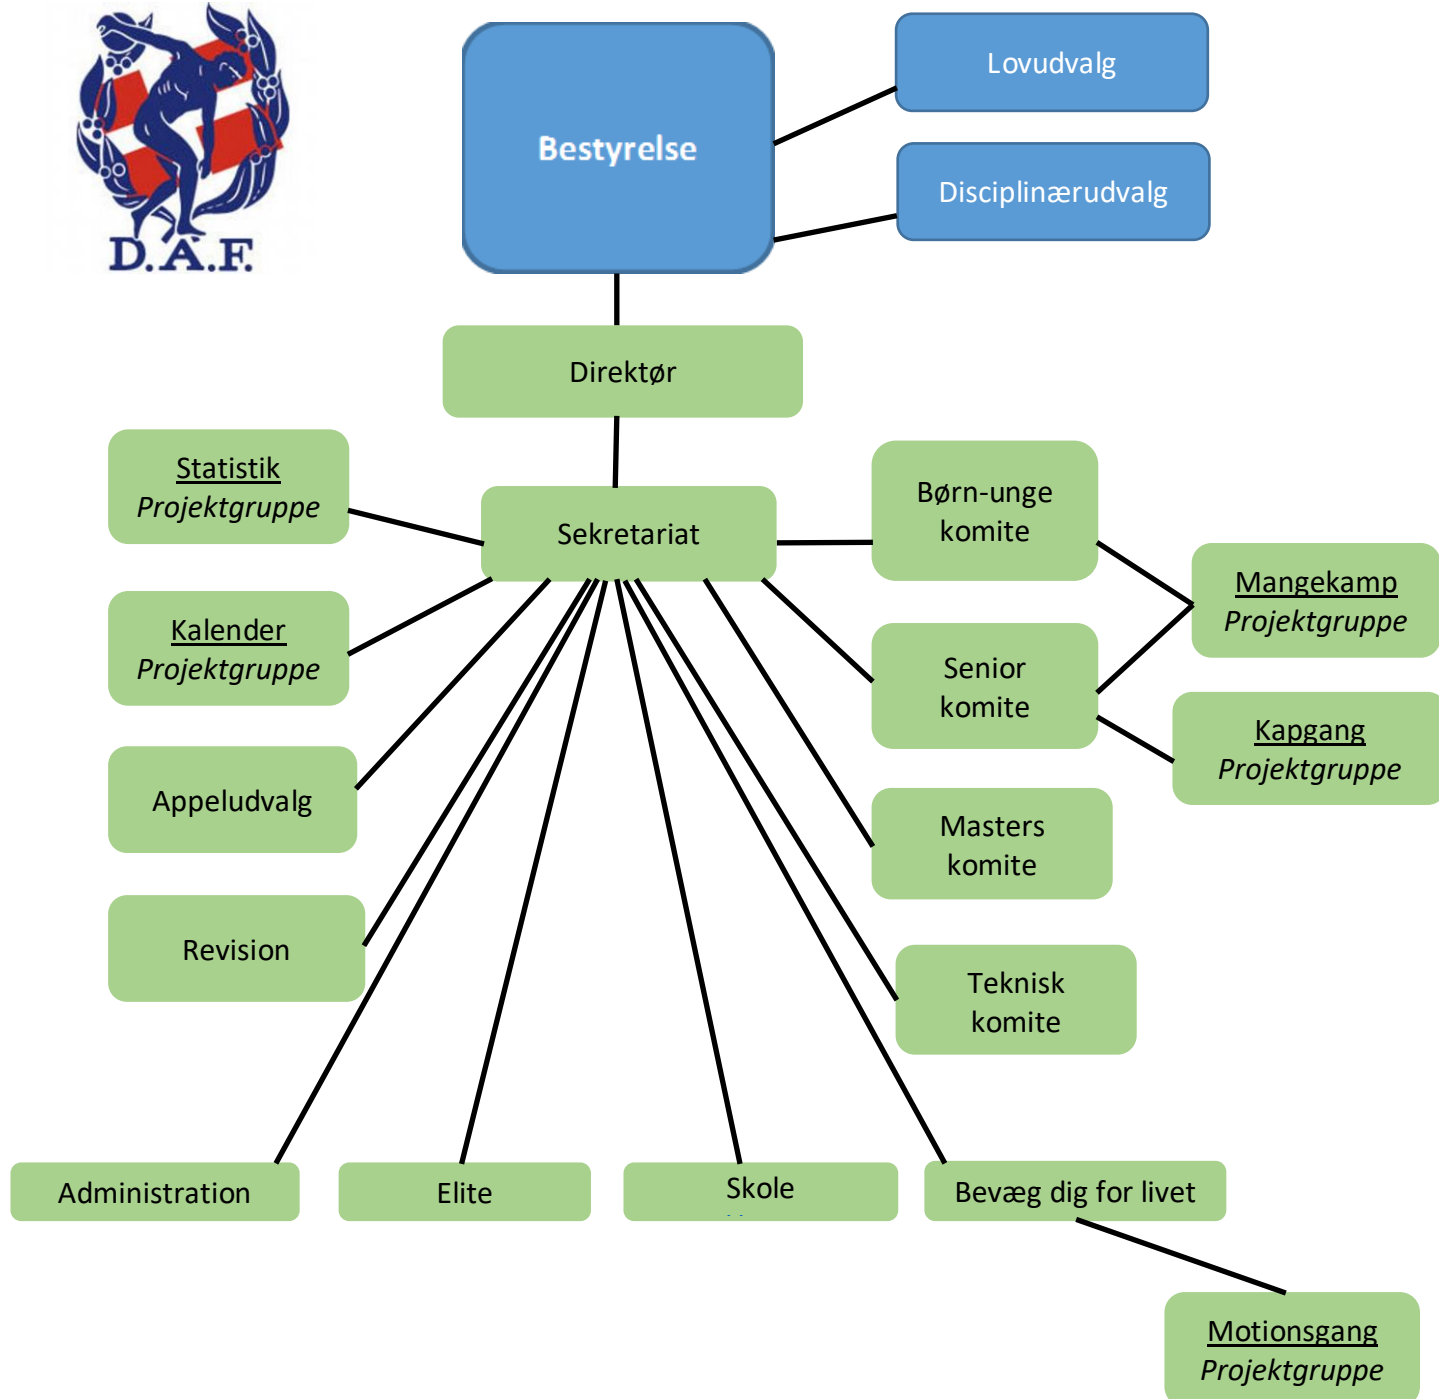 D.A.F.
Bestyrelse
Lovudvalg
Disciplinærudvalg
Direktør
Statistik
Projektgruppe
Sekretariat
Børn-unge
komite
Kalender
Projektgruppe
Mangekamp
Projektgruppe
Senior
komite
Kapgang
Projektgruppe
Appeludvalg
Masters
komite
Revision
Teknisk
komite
Administration
Elite
Skole
Bevæg dig for livet
Motionsgang
Projektgruppe